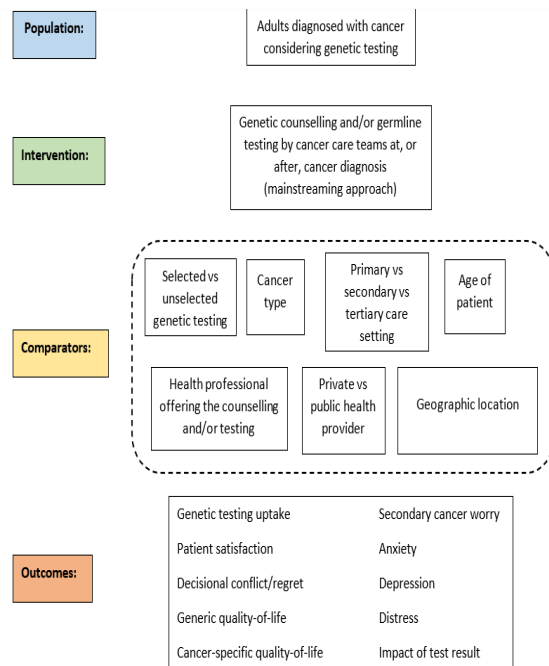 Population:
Adults diagnosed with cancer
considering genetic testing
Intervention:
Genetic counselling and/or germline
testing by cancer care teams at, or
after, cancer diagnosis
(mainstreaming approach)
Comparators:
Selected vs
unselected
genetic testing
Cancer
type
Primary vs
secondary vs
tertiary care
setting
Age of
patient
Health professional
offering the counselling
and/or testing
Private vs
public health
provider
Geographic location
Outcomes:
Genetic testing uptake
Patient satisfaction
Decisional conflict/regret
Generic quality-of-life
Cancer-specific quality-of-life
Secondary cancer worry
Anxiety
Depression
Distress
Impact of test result